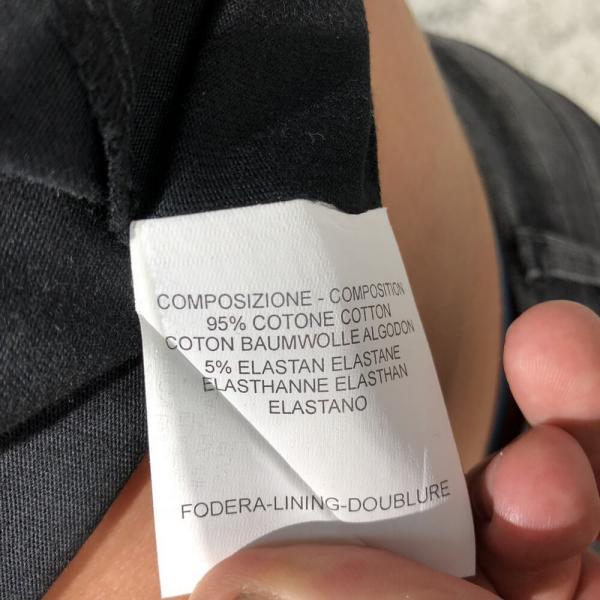 COMPOSIZIONE - COMPOSITION
95% COTONE COTTON
COTON BAUMWOLLE ALGODON
5% ELASTAN ELASTANE
ELASTHANNE ELASTHAN
ELASTANO
FODERA-LINING-DOUBLURE